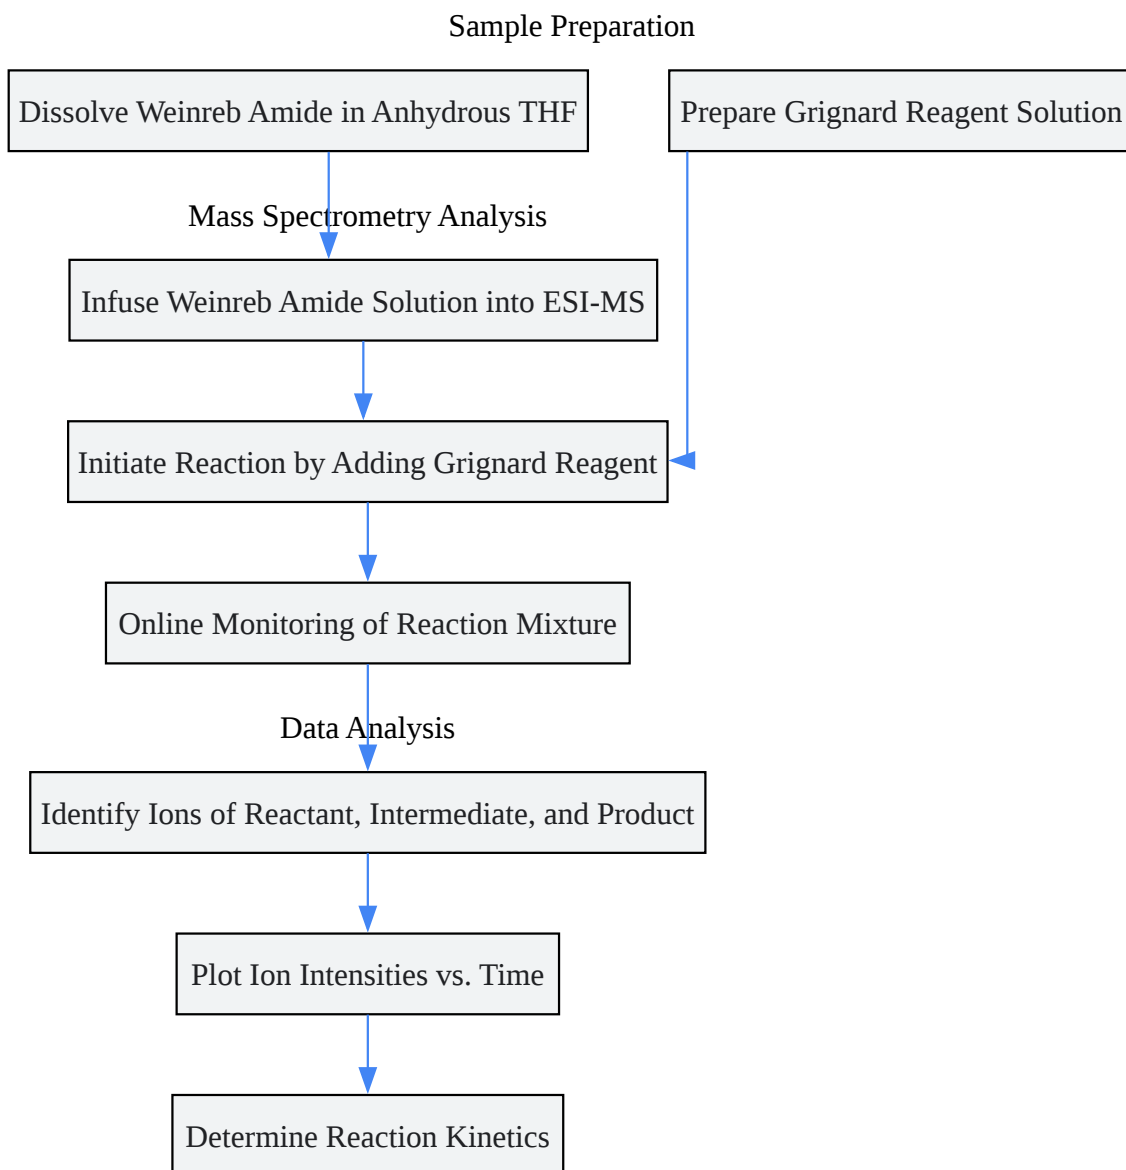 Sample Preparation
Dissolve Weinreb Amide in Anhydrous THF
Prepare Grignard Reagent Solution
Mass Spectrometry Analysis
Infuse Weinreb Amide Solution into ESI-MS
Initiate Reaction by Adding Grignard Reagent
Online Monitoring of Reaction Mixture
Data Analysis
Identify Ions of Reactant, Intermediate, and Product
Plot Ion Intensities vs. Time
Determine Reaction Kinetics